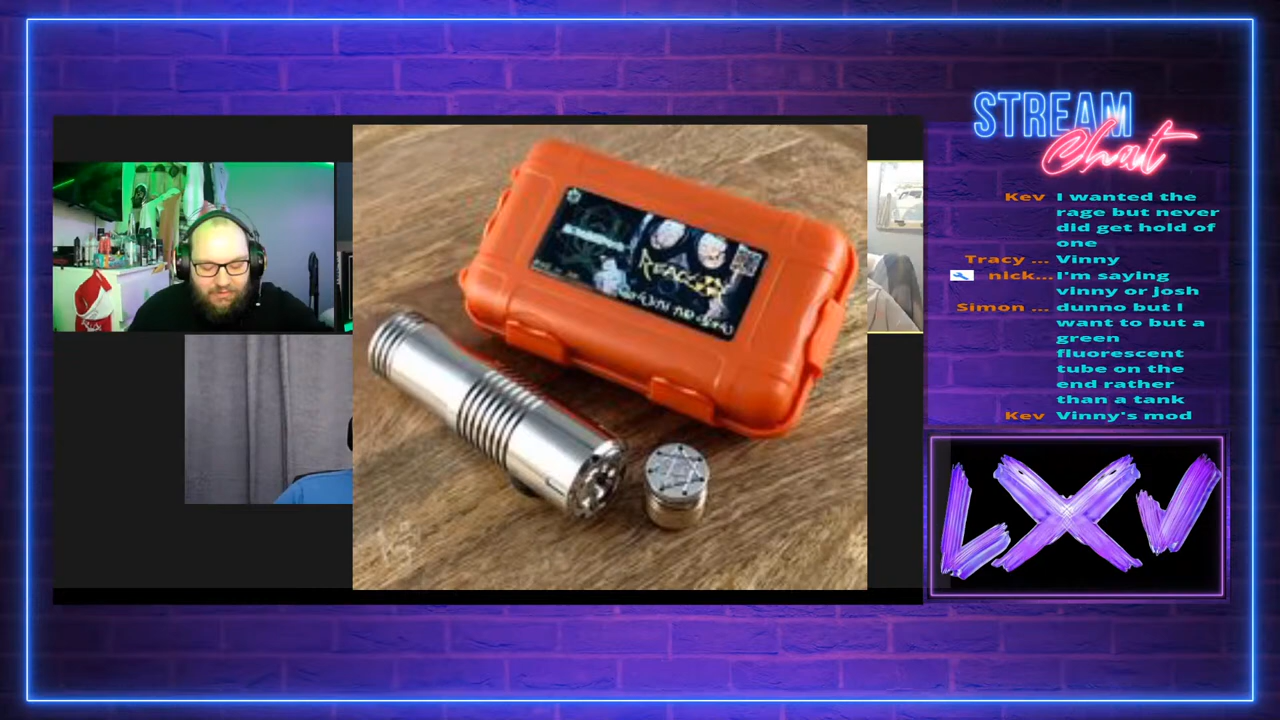 STREAM
Chat
Kev I wanted the
rage but never
did get hold of
one
Tracy ... Vinny
nick... I'm saying
vinny or josh
Simon ... dunno but I
want to but a
green
fluorescent
tube on the
end rather
than a tank
Kev Vinny's mod
LXV